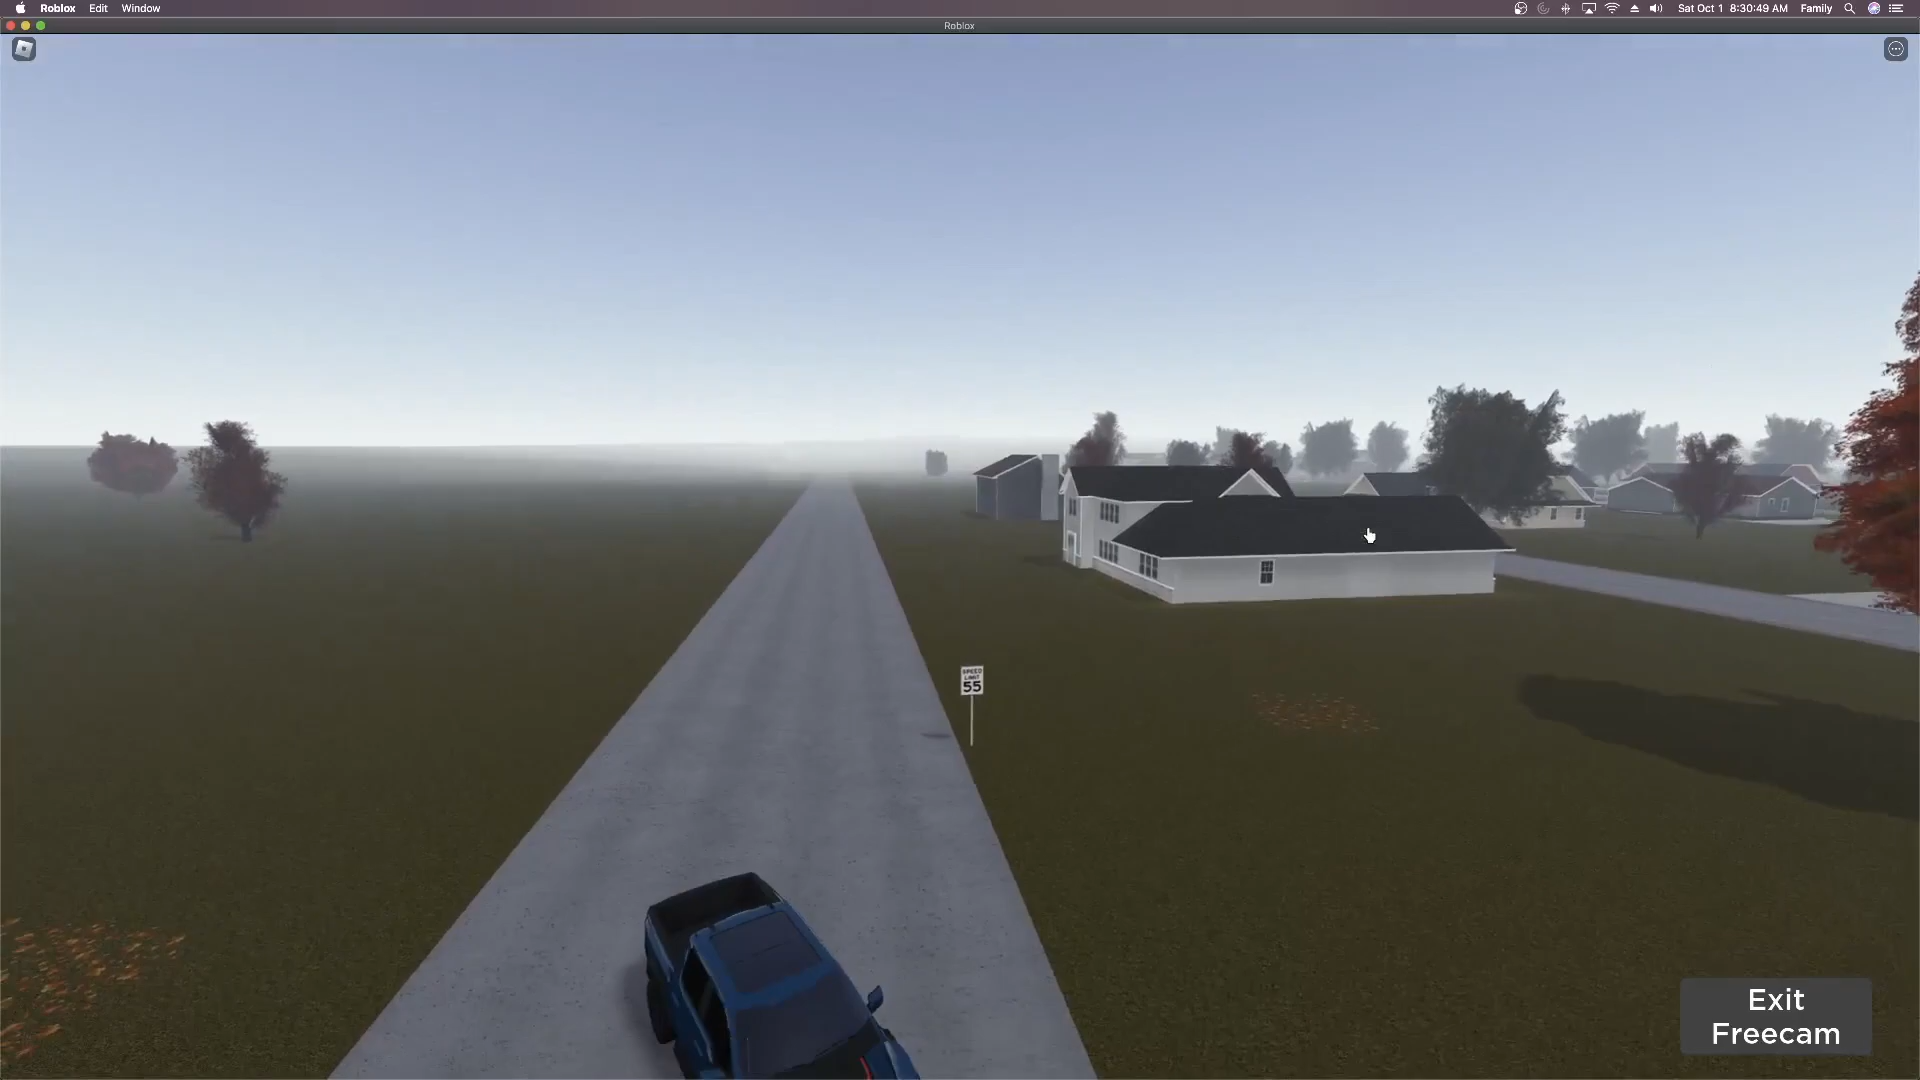 Roblox Edit Window
Sat Oct 1 8:30:49 AM Family
Roblox
SPEED
LIMIT
55
Exit
Freecam